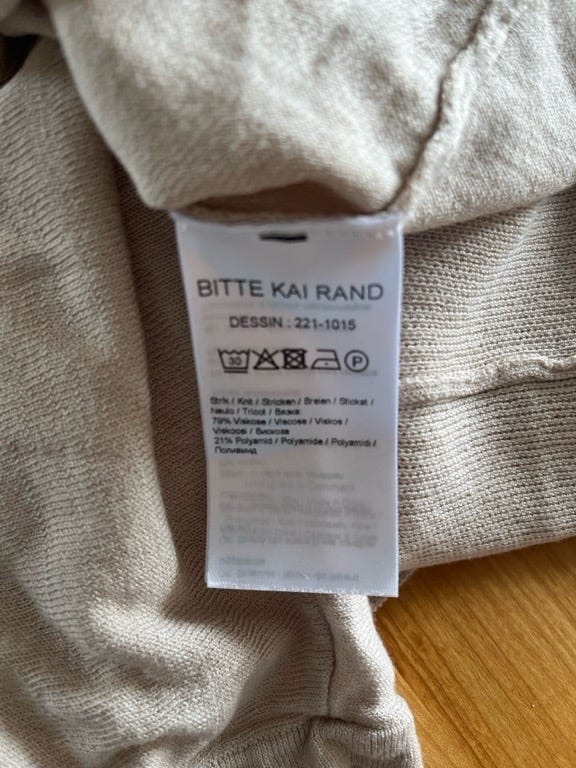 BITTE KAI RAND
DESSIN : 221-1015
30 P
Strik / Knit / Stricken / Breien / Stickat /
Neulo / Tricot / Вязка
79% Viskose / Viscose / Viskos /
Viskoosi / Вискоза
21% Polyamid / Polyamide / Polyamidi /
Полиамид